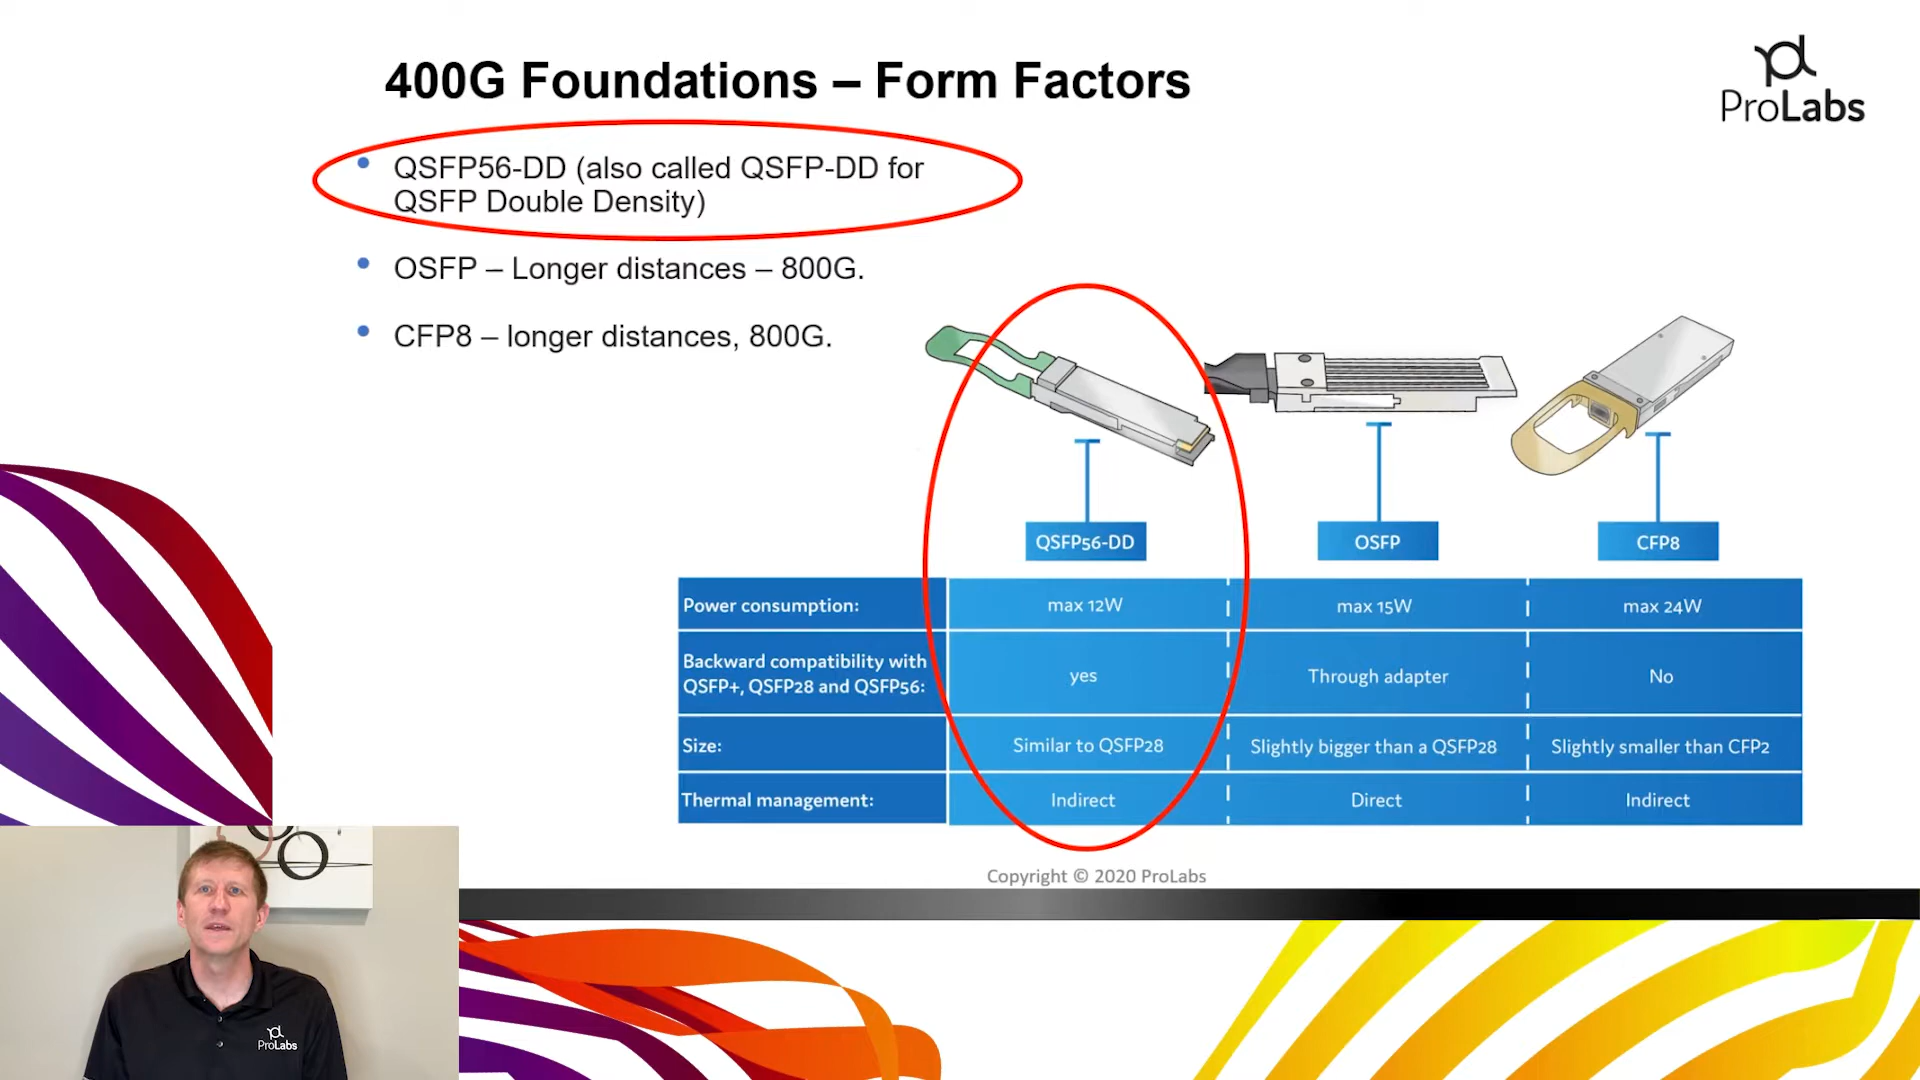 400G Foundations – Form Factors
ProLabs
QSFP56-DD (also called QSFP-DD for
QSFP Double Density)
OSFP – Longer distances – 800G.
CFP8 – longer distances, 800G.
QSFP56-DD OSFP CFP8
Power consumption: max 12W max 15W max 24W
Backward compatibility with
QSFP+, QSFP28 and QSFP56: yes Through adapter No
Size: Similar to QSFP28 Slightly bigger than a QSFP28 Slightly smaller than CFP2
Thermal management: Indirect Direct Indirect
Copyright © 2020 ProLabs
ProLabs